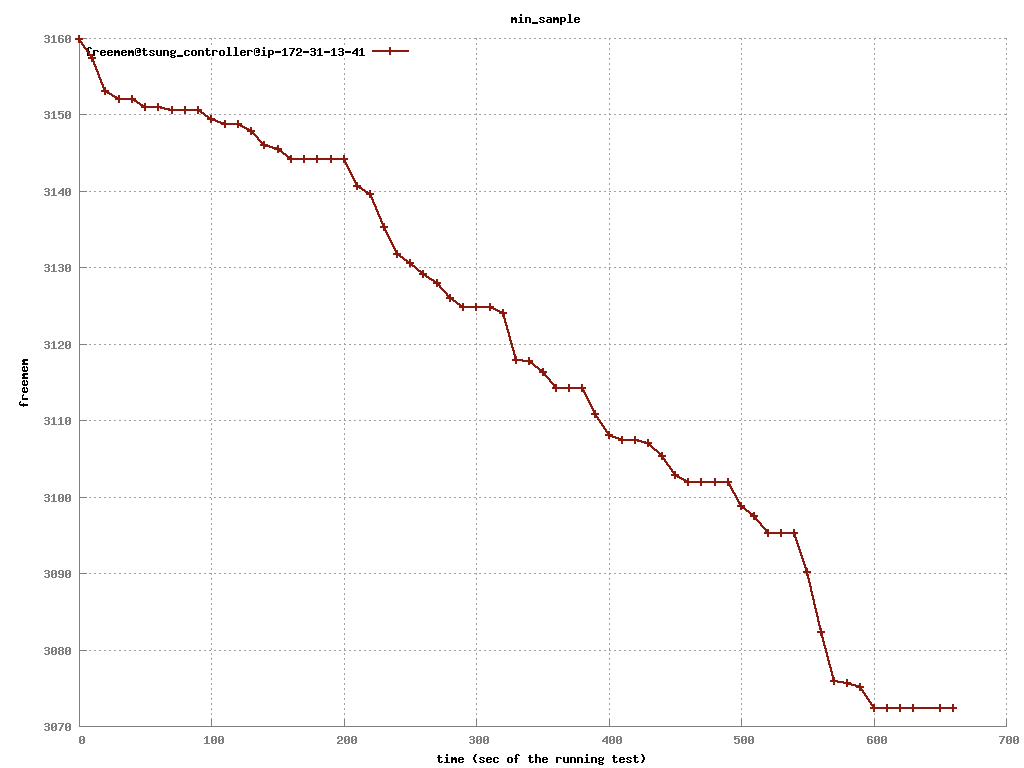 min_sample
3160
freemem@tsung_controller@ip-172-31-13-41
3150
3140
3130
3120
freemem
3110
3100
3090
3080
3070
0 100 200 300 400 500 600 700
time (sec of the running test)